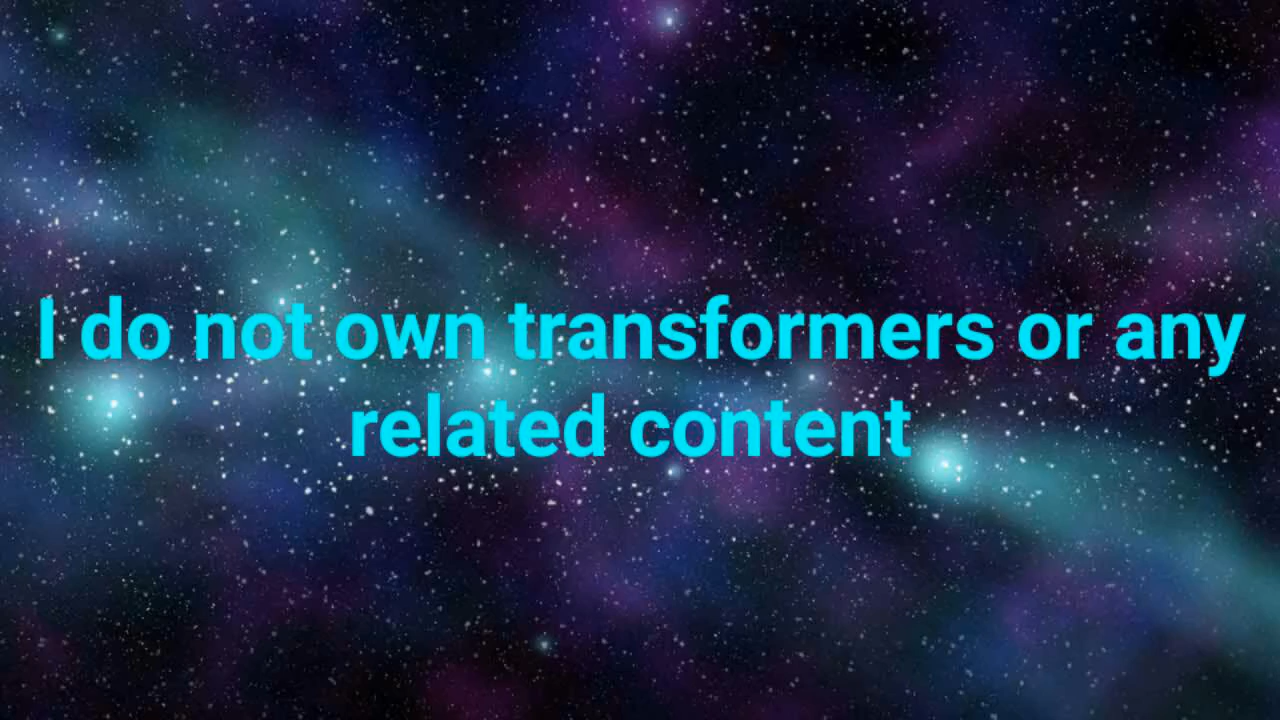 I do not own transformers or any
related content